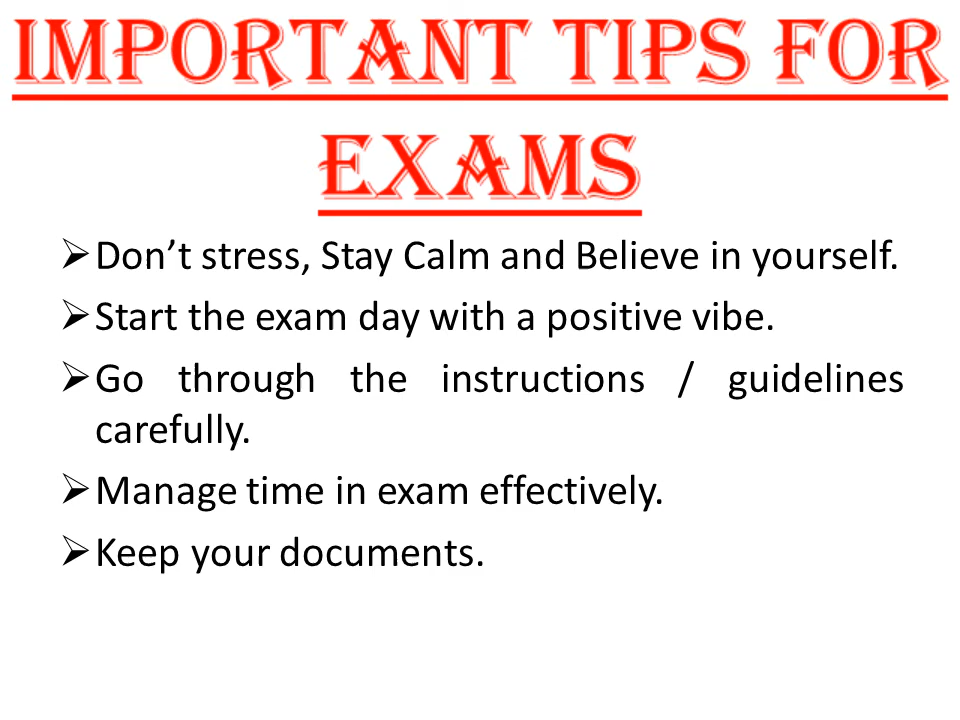 IMPORTANT TIPS FOR
EXAMS
➢Don’t stress, Stay Calm and Believe in yourself.
➢Start the exam day with a positive vibe.
➢Go through the instructions / guidelines
carefully.
➢Manage time in exam effectively.
➢Keep your documents.